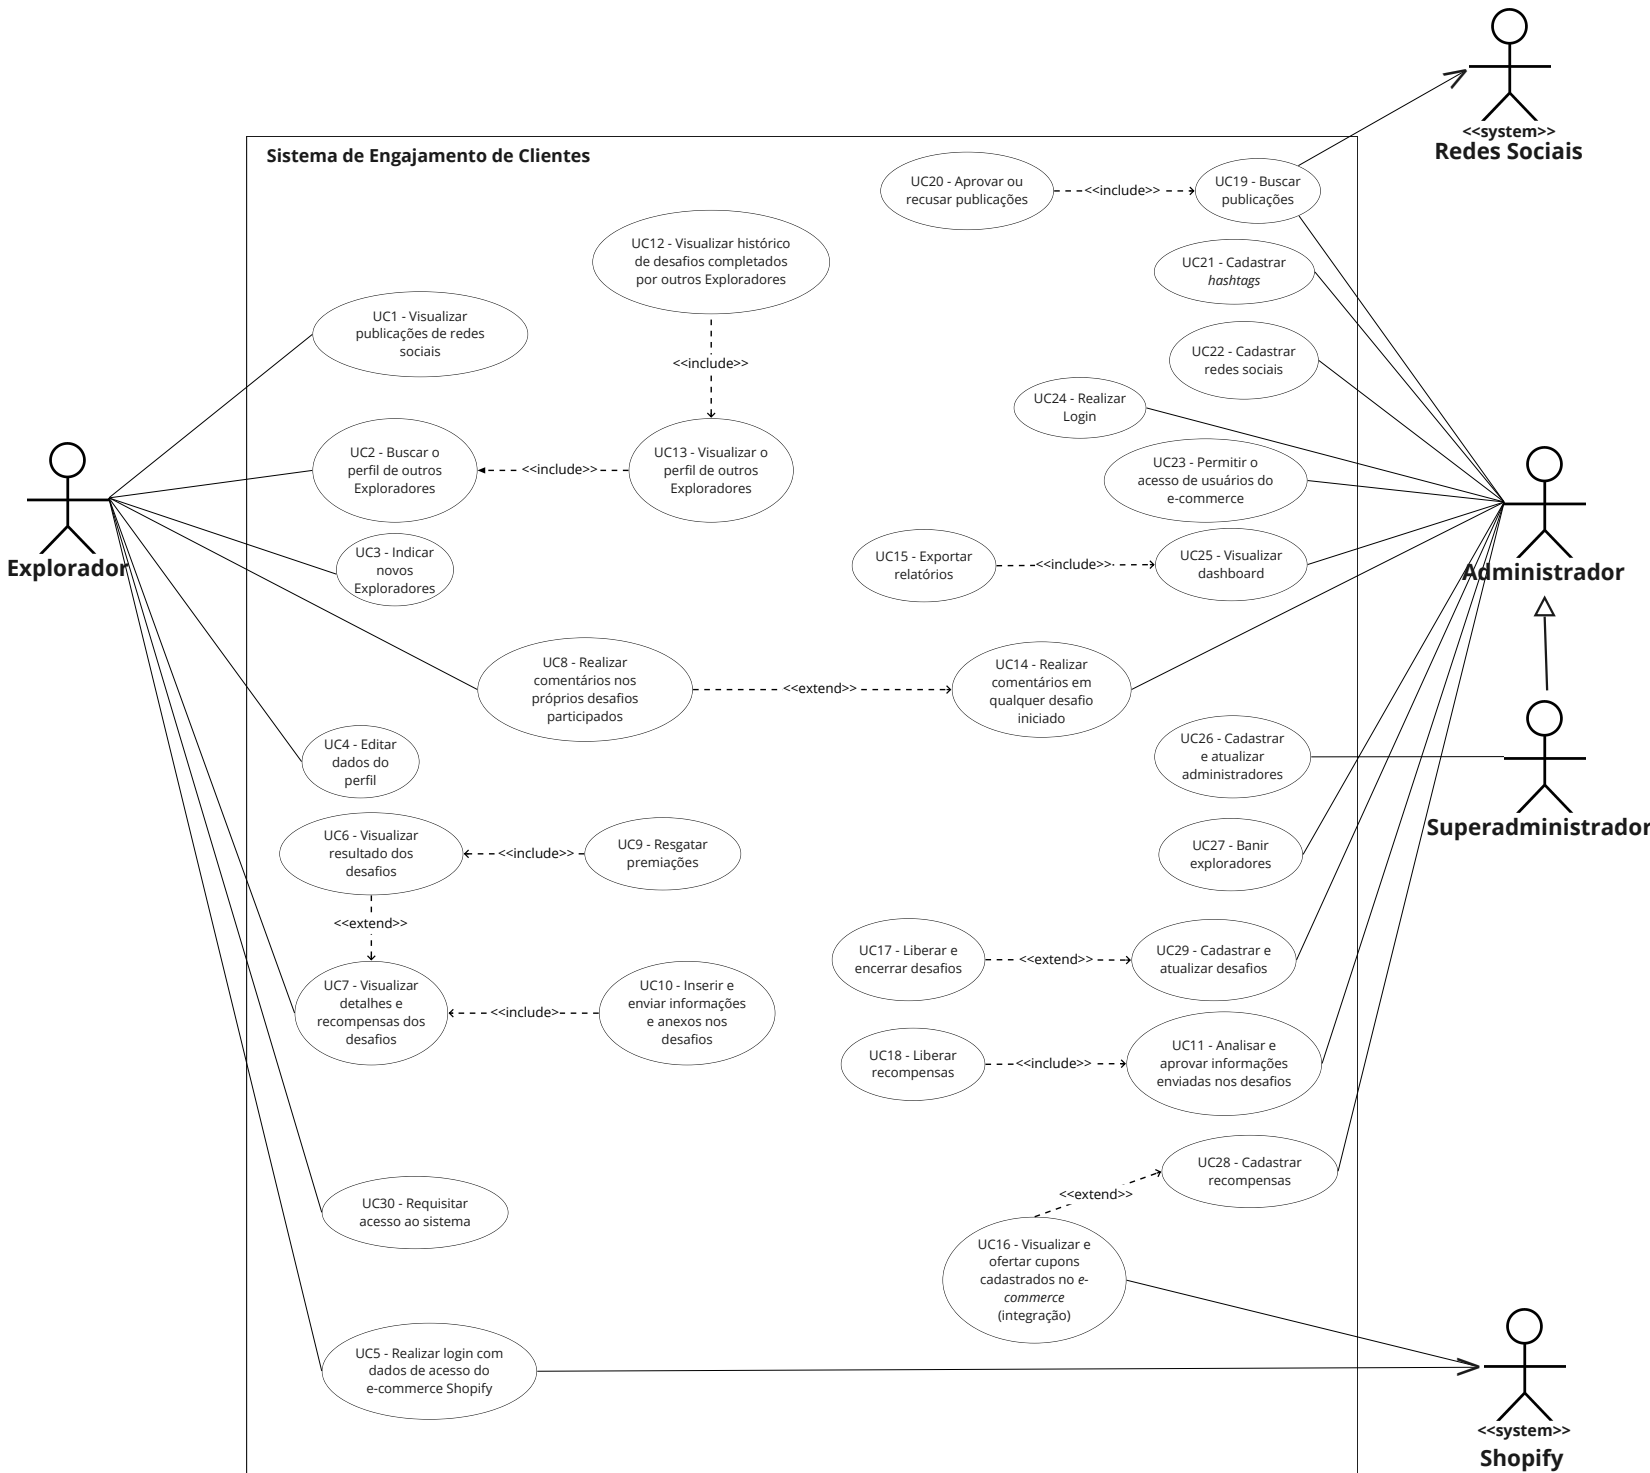 <<system>>
Redes Sociais
Sistema de Engajamento de Clientes
UC20 - Aprovar ou
recusar publicações
<<include>>
UC19 - Buscar
publicações
UC12 - Visualizar histórico
de desafios completados
por outros Exploradores
UC21 - Cadastrar
hashtags
UC1 - Visualizar
publicações de redes
sociais
<<include>>
UC22 - Cadastrar
redes sociais
UC24 - Realizar
Login
UC2 - Buscar o
perfil de outros
Exploradores
<<include>>
UC13 - Visualizar o
perfil de outros
Exploradores
UC23 - Permitir o
acesso de usuários do
e-commerce
Explorador
UC3 - Indicar
novos
Exploradores
UC15 - Exportar
relatórios
<<include>>
UC25 - Visualizar
dashboard
Administrador
UC8 - Realizar
comentários nos
próprios desafios
participados
<<extend>>
UC14 - Realizar
comentários em
qualquer desafio
iniciado
UC4 - Editar
dados do
perfil
UC26 - Cadastrar
e atualizar
administradores
Superadministrador
UC6 - Visualizar
resultado dos
desafios
<<include>>
UC9 - Resgatar
premiações
UC27 - Banir
exploradores
<<extend>>
UC17 - Liberar e
encerrar desafios
<<extend>>
UC29 - Cadastrar e
atualizar desafios
UC7 - Visualizar
detalhes e
recompensas dos
desafios
<<include>
UC10 - Inserir e
enviar informações
e anexos nos
desafios
UC18 - Liberar
recompensas
<<include>>
UC11 - Analisar e
aprovar informações
enviadas nos desafios
UC28 - Cadastrar
recompensas
<<extend>>
UC30 - Requisitar
acesso ao sistema
UC16 - Visualizar e
ofertar cupons
cadastrados no e-
commerce
(integração)
UC5 - Realizar login com
dados de acesso do
e-commerce Shopify
<<system>>
Shopify